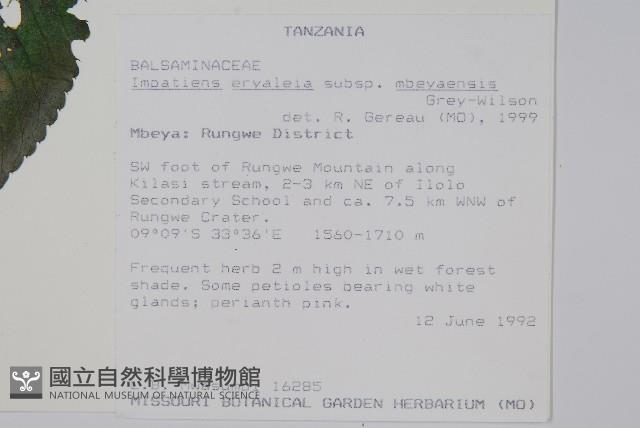 TANZANIA
BALSAMINACEAE
Impatiens eryaleia subsp. mbeyaensis
Grey-Wilson
det. R. Gereau (MO), 1999
Mbeya: Rungwe District
SW foot of Rungwe Mountain along
Kilasi stream, 2-3 km NE of Ilolo
Secondary School and ca. 7.5 km WNW of
Rungwe Crater.
09°09'S 33°36'E 1560-1710 m
Frequent herb 2 m high in wet forest
shade. Some petioles bearing white
glands; perianth pink.
12 June 1992
16285
MISSOURI BOTANICAL GARDEN HERBARIUM (MO)
國立自然科學博物館
NATIONAL MUSEUM OF NATURAL SCIENCE